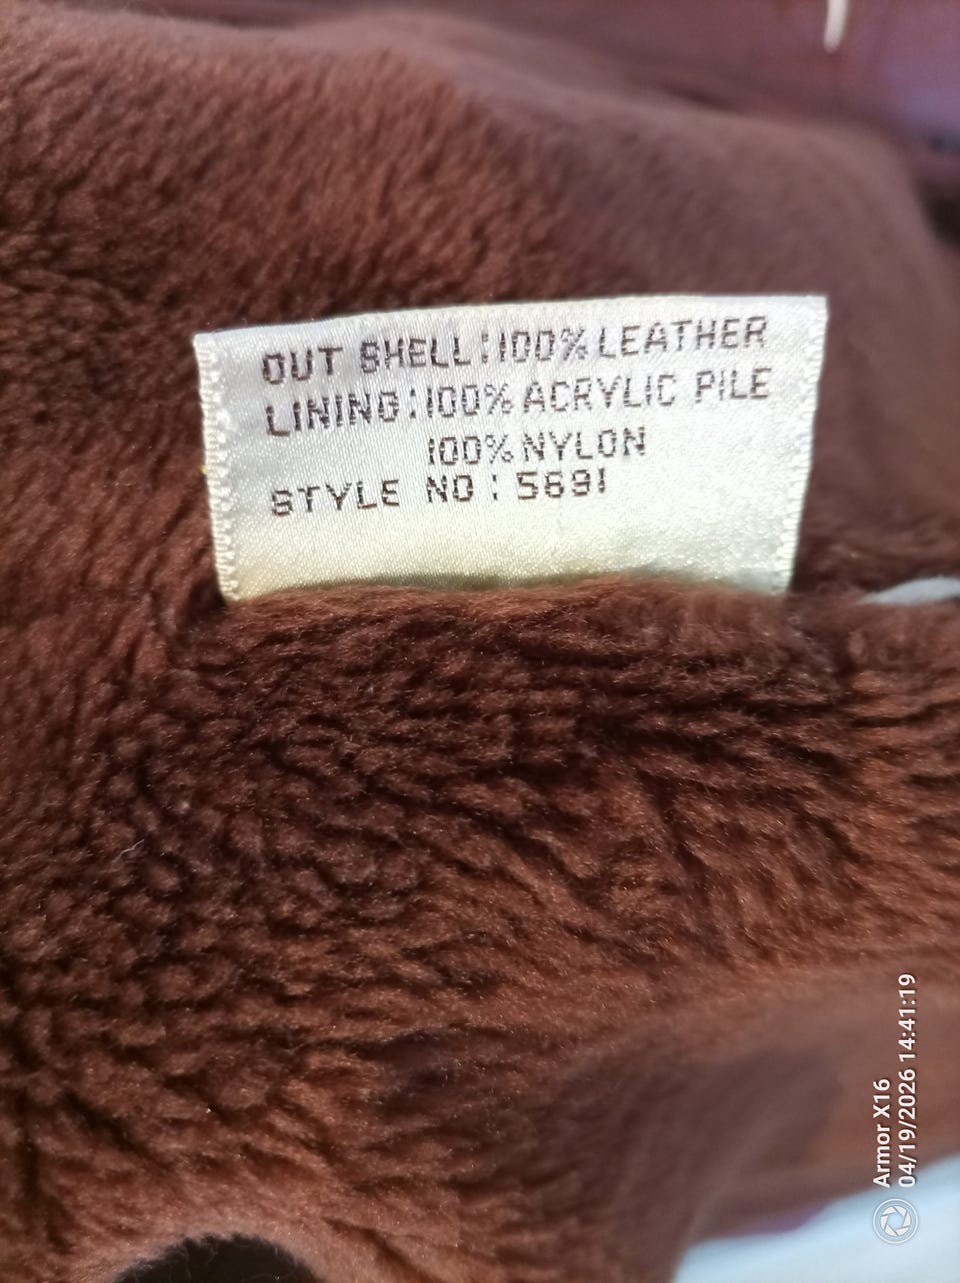 OUT SHELL:100% LEATHER
LINING:100% ACRYLIC PILE
100% NYLON
STYLE NO : 5691
Armor X16
04/19/2026 14:41:19